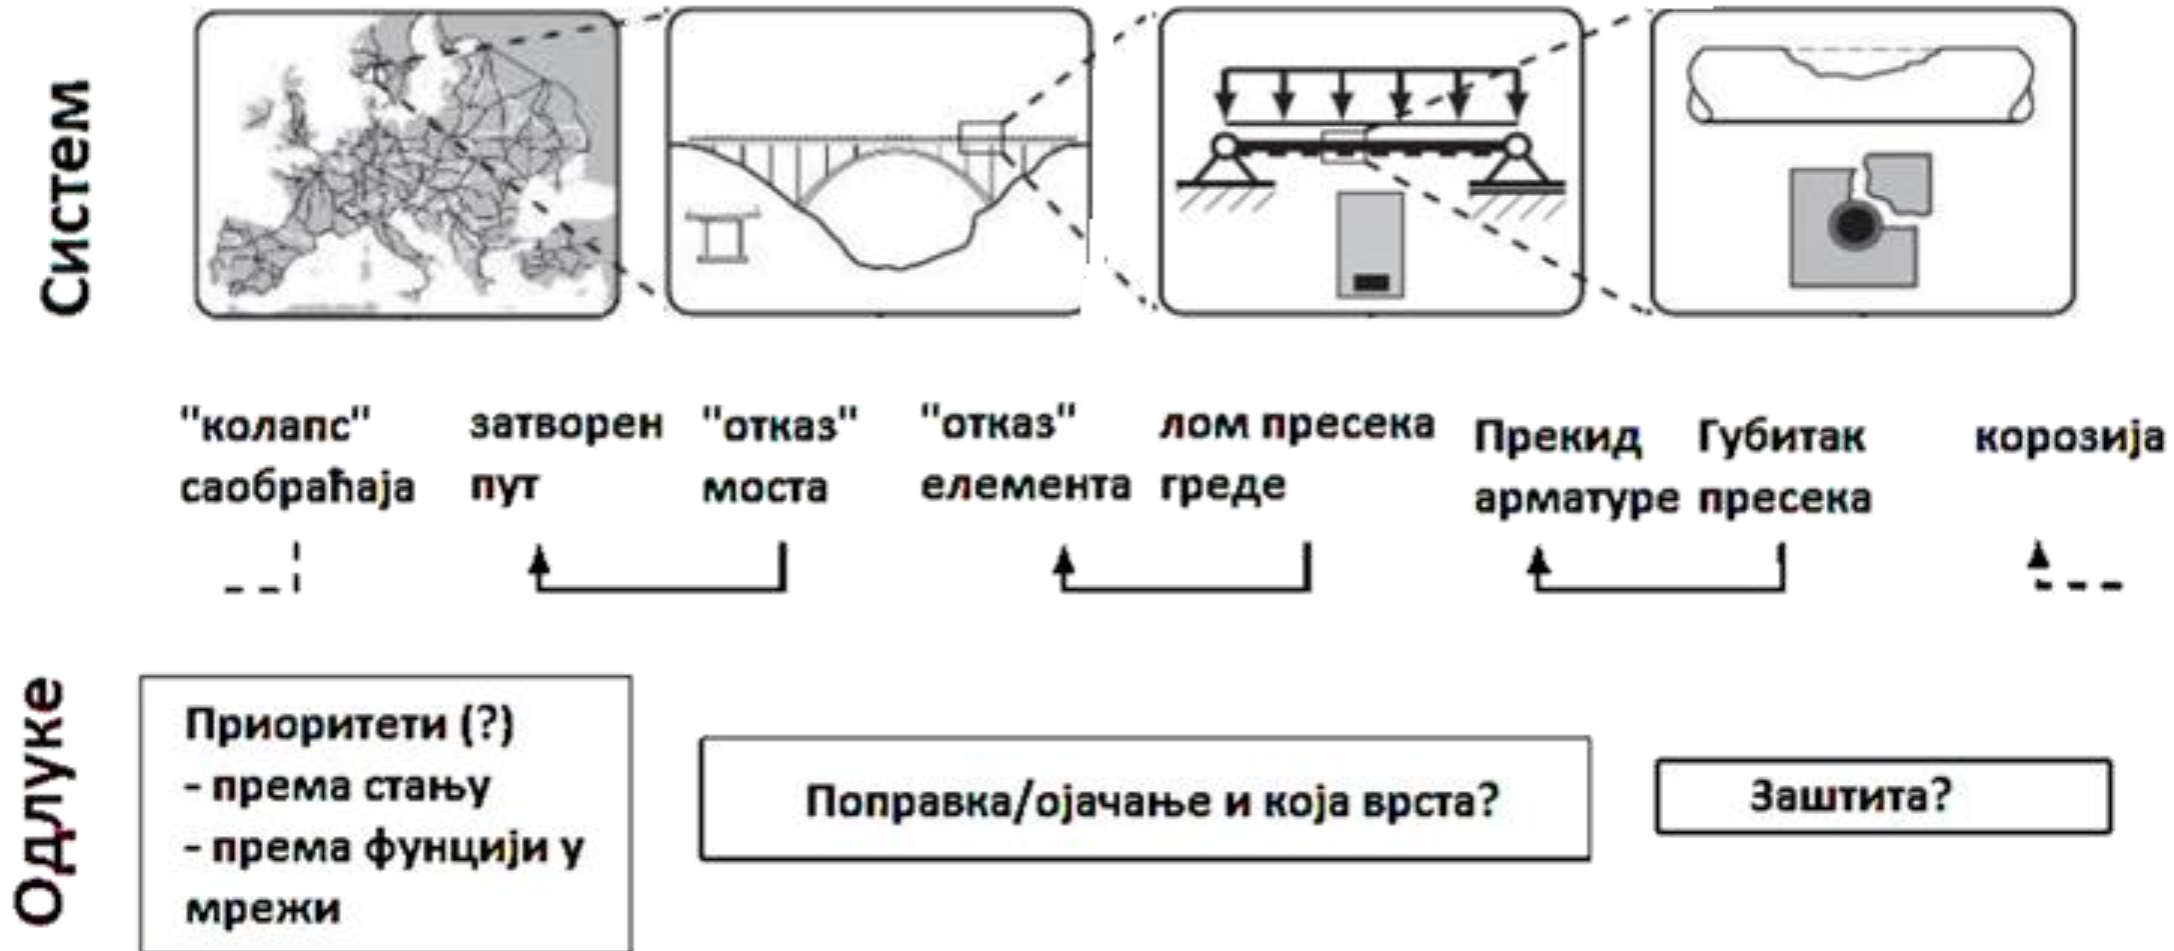 Систем
"колапс"
саобраћаја
затворен
пут
"отказ"
моста
"отказ"
елемента
лом пресека
греде
Прекид
арматуре
Губитак
пресека
корозија
Одлуке
Приоритети (?)
- према стању
- према фунцији у
мрежи
Поправка/ојачање и која врста?
Заштита?